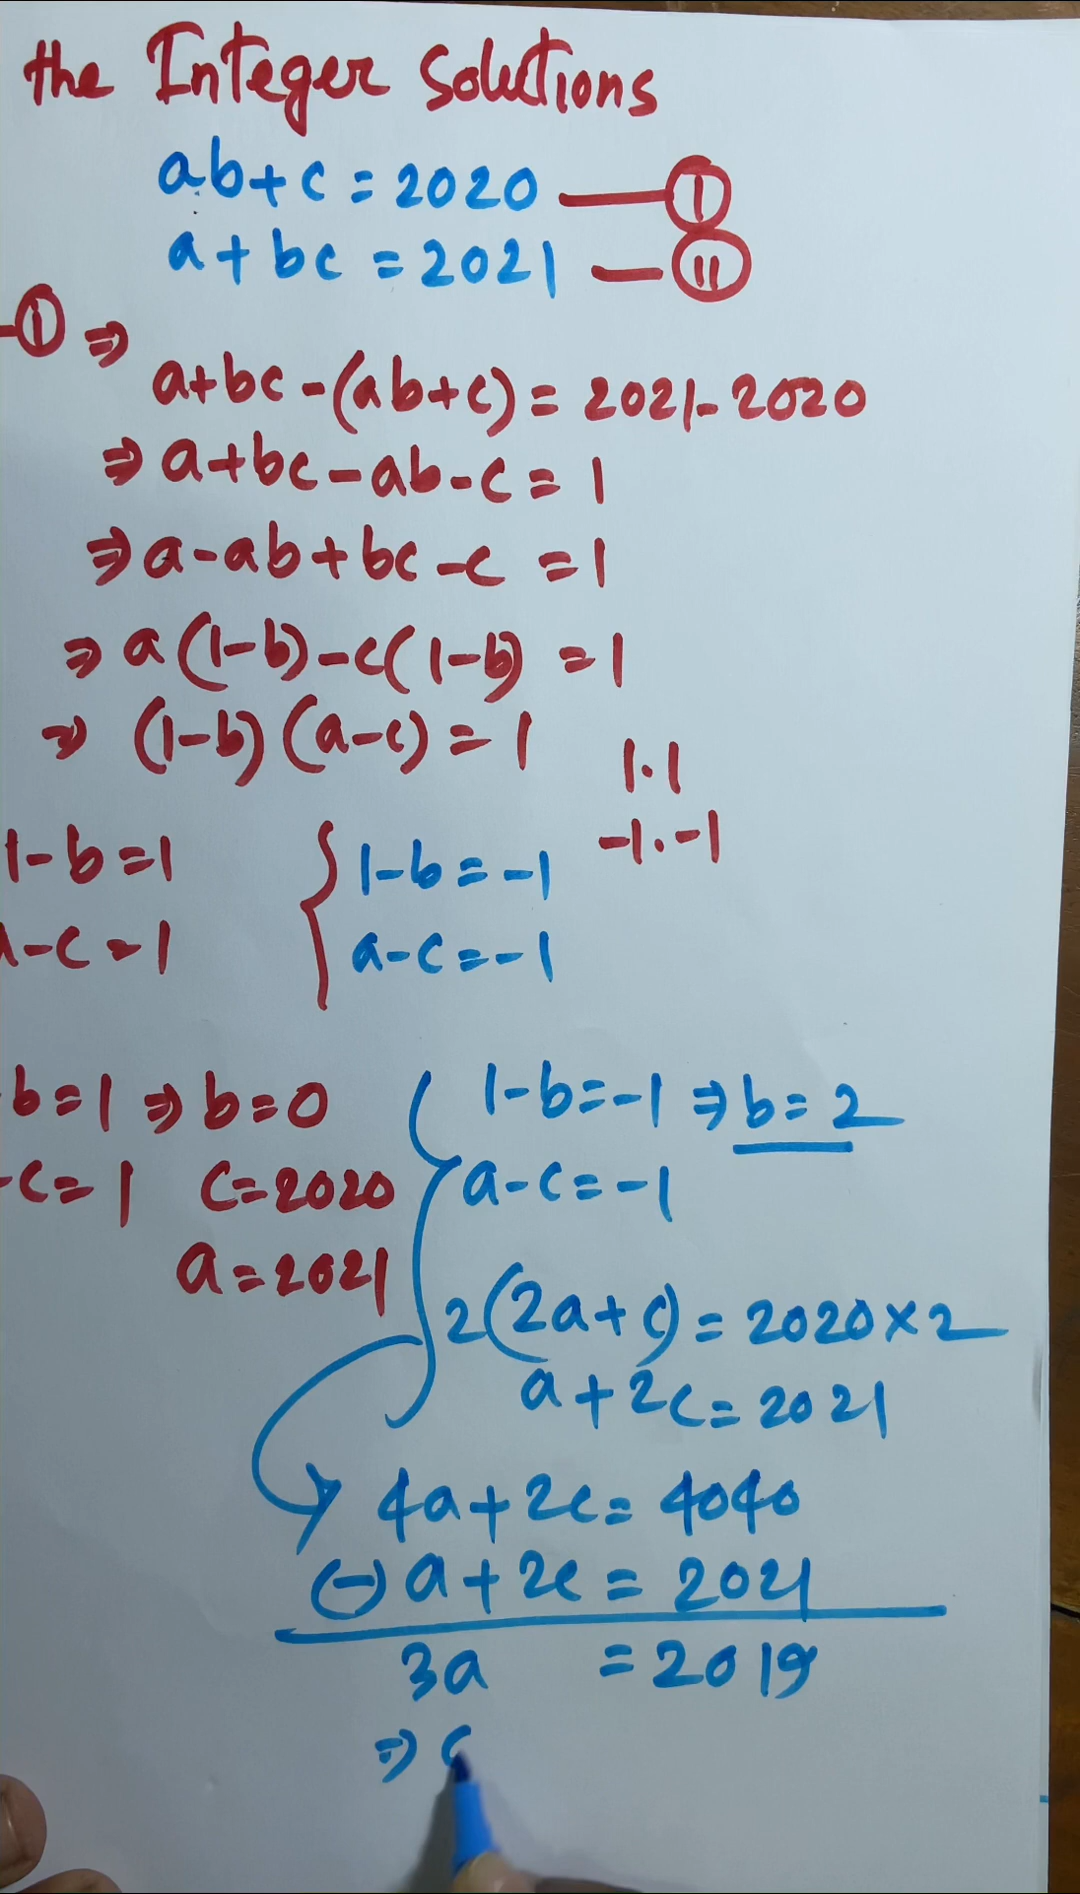 the Integer Solutions
ab+c=2020 — I
a+bc=2021 — II
-I ⇒
a+bc-(ab+c)=2021-2020
⇒ a+bc-ab-c=1
⇒ a-ab+bc-c=1
⇒ a(1-b)-c(1-b)=1
⇒ (1-b)(a-c)=1
1.1
-1.-1
1-b=1
a-c=1
1-b=-1
a-c=-1
b=1 ⇒ b=0
-c=1 c=2020
a=2021
1-b=-1 ⇒ b=2
a-c=-1
2(2a+c)=2020×2
a+2c=2021
4a+2c=4040
(-) a+2c=2021
3a =2019
⇒